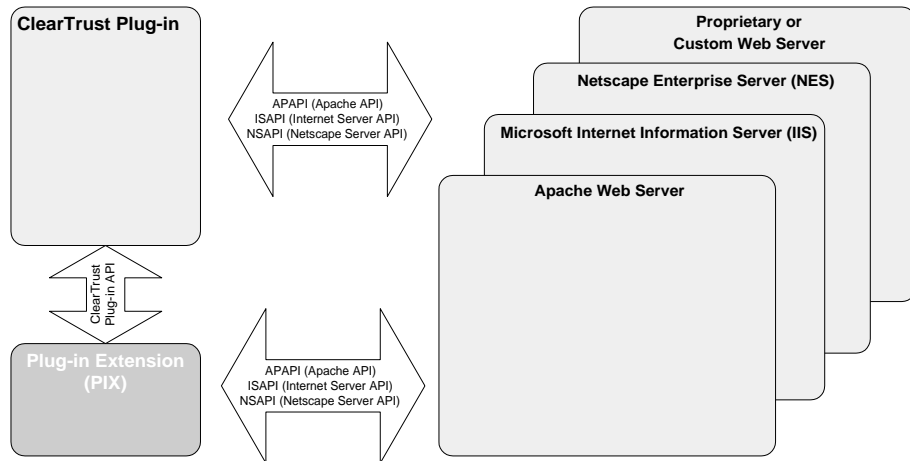 ClearTrust Plug-in
APAPI (Apache API)
ISAPI (Internet Server API)
NSAPI (Netscape Server API)
Proprietary or
Custom Web Server
Netscape Enterprise Server (NES)
Microsoft Internet Information Server (IIS)
Apache Web Server
ClearTrust
Plug-in API
Plug-in Extension
(PIX)
APAPI (Apache API)
ISAPI (Internet Server API)
NSAPI (Netscape Server API)